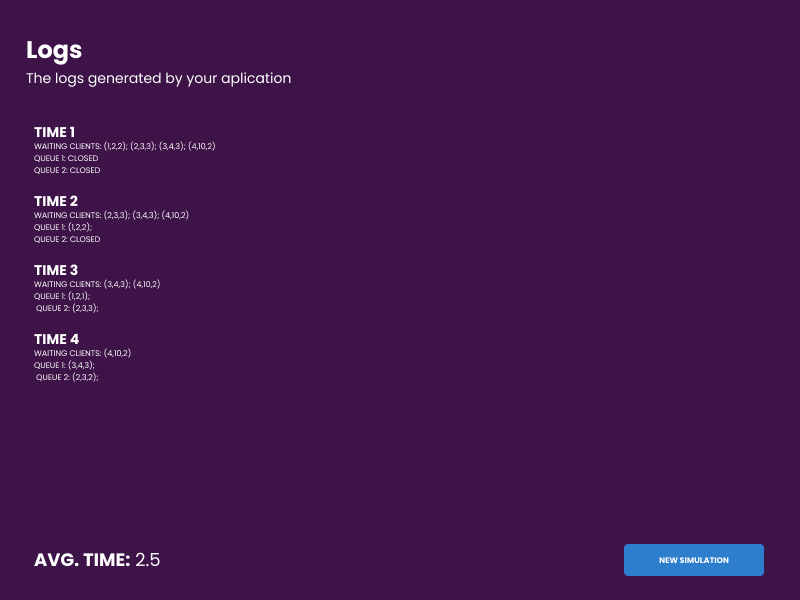 Logs
The logs generated by your aplication
TIME 1
WAITING CLIENTS: (1,2,2); (2,3,3); (3,4,3); (4,10,2)
QUEUE 1: CLOSED
QUEUE 2: CLOSED
TIME 2
WAITING CLIENTS: (2,3,3); (3,4,3); (4,10,2)
QUEUE 1: (1,2,2);
QUEUE 2: CLOSED
TIME 3
WAITING CLIENTS: (3,4,3); (4,10,2)
QUEUE 1: (1,2,1);
QUEUE 2: (2,3,3);
TIME 4
WAITING CLIENTS: (4,10,2)
QUEUE 1: (3,4,3);
QUEUE 2: (2,3,2);
AVG. TIME: 2.5
NEW SIMULATION